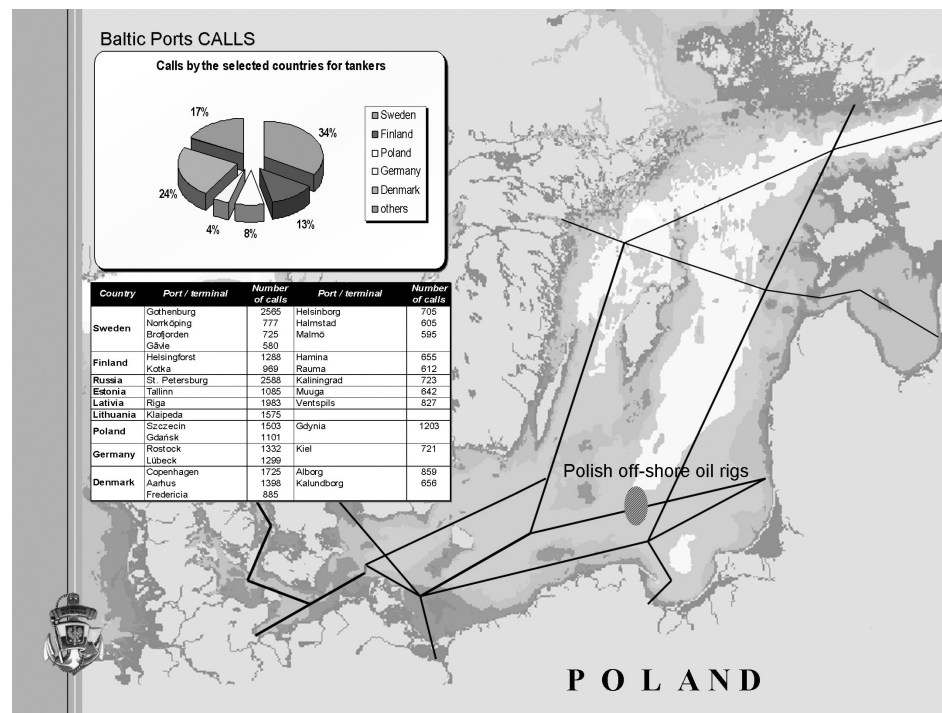 Baltic Ports CALLS
Calls by the selected countries for tankers
17%
34%
24%
4%
8%
13%
Sweden
Finland
Poland
Germany
Denmark
others
Country Port / terminal Number of calls Port / terminal Number of calls
Sweden Gothenburg 2565 Helsinborg 705
Norrköping 777 Halmstad 605
Brofjorden 725 Malmö 595
Gävle 580
Finland Helsingforst 1288 Hamina 655
Kotka 969 Rauma 612
Russia St. Petersburg 2588 Kaliningrad 723
Estonia Tallinn 1085 Muuga 642
Lativia Riga 1983 Ventspils 827
Lithuania Klaipeda 1575
Poland Szczecin 1503 Gdynia 1203
Gdańsk 1101
Germany Rostock 1332 Kiel 721
Lübeck 1299
Denmark Copenhagen 1725 Alborg 859
Aarhus 1398 Kalundborg 656
Fredericia 885
Polish off-shore oil rigs
POLAND